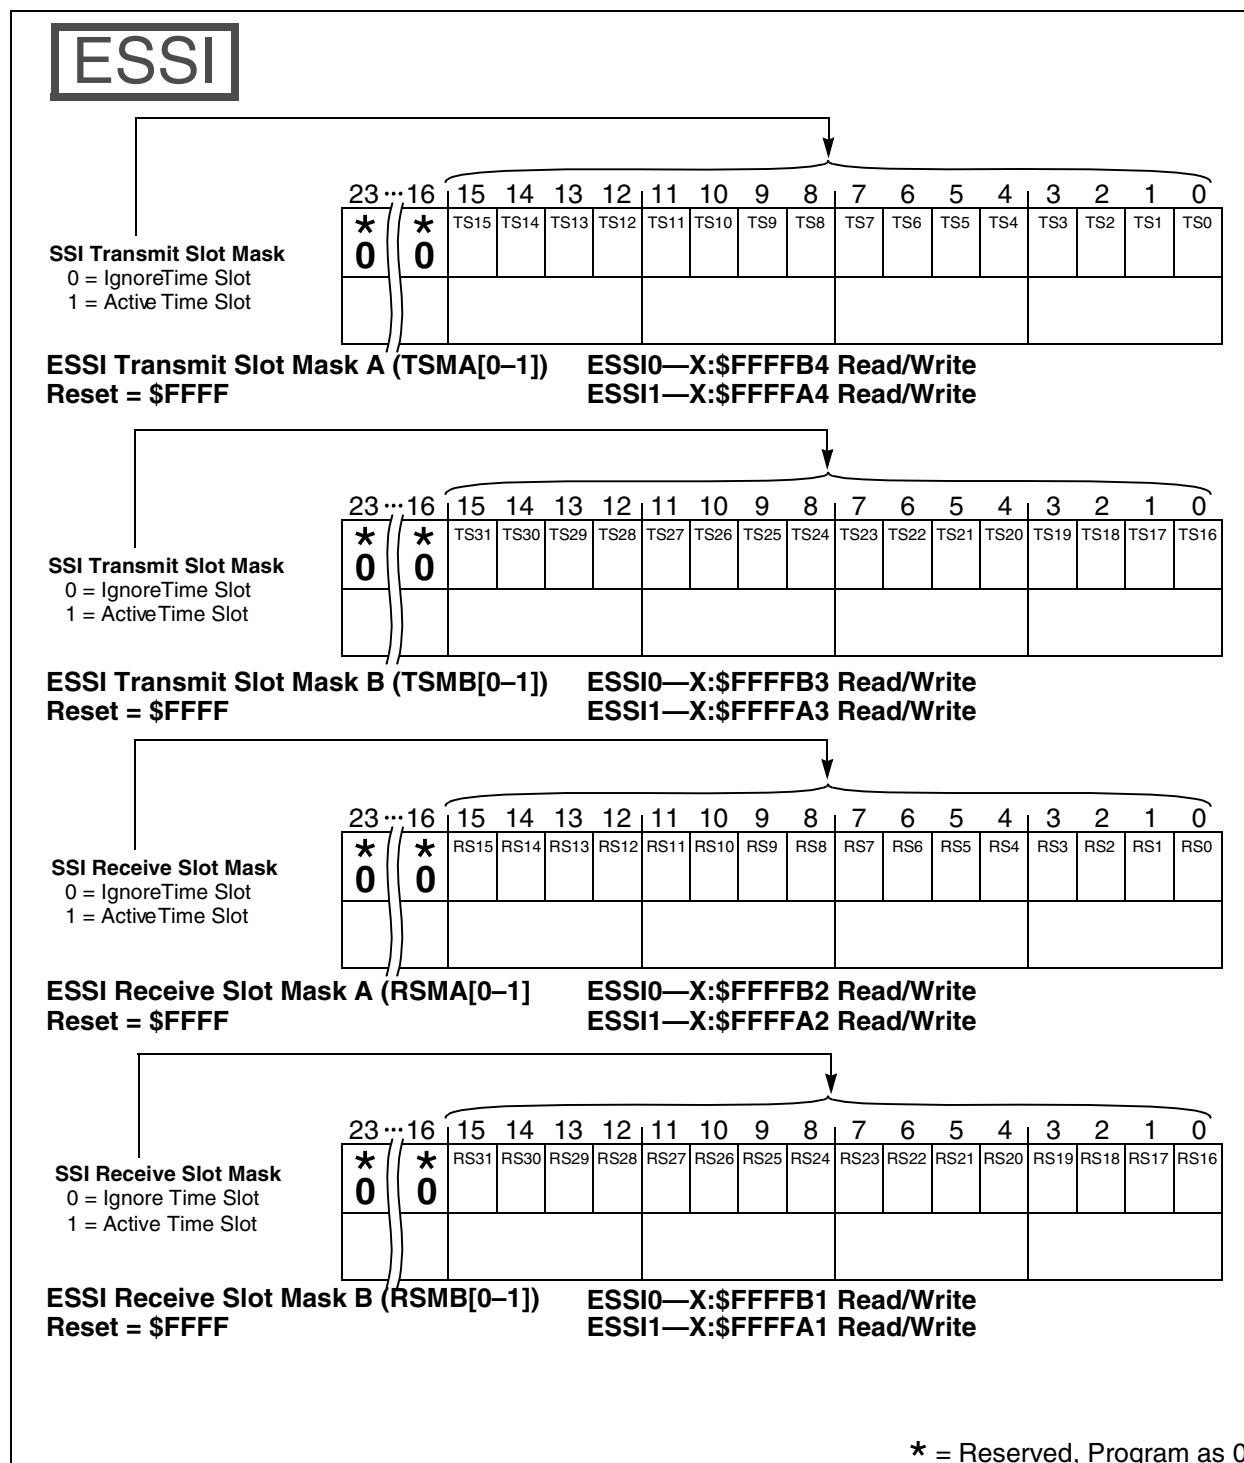 ESSI
23 ••• 16 15 14 13 12 11 10 9 8 7 6 5 4 3 2 1 0
* * TS15 TS14 TS13 TS12 TS11 TS10 TS9 TS8 TS7 TS6 TS5 TS4 TS3 TS2 TS1 TS0
0 0
SSI Transmit Slot Mask
0 = IgnoreTime Slot
1 = Active Time Slot
ESSI Transmit Slot Mask A (TSMA[0–1]) ESSI0—X:$FFFFB4 Read/Write
Reset = $FFFF ESSI1—X:$FFFFA4 Read/Write
23 ••• 16 15 14 13 12 11 10 9 8 7 6 5 4 3 2 1 0
* * TS31 TS30 TS29 TS28 TS27 TS26 TS25 TS24 TS23 TS22 TS21 TS20 TS19 TS18 TS17 TS16
0 0
SSI Transmit Slot Mask
0 = IgnoreTime Slot
1 = ActiveTime Slot
ESSI Transmit Slot Mask B (TSMB[0–1]) ESSI0—X:$FFFFB3 Read/Write
Reset = $FFFF ESSI1—X:$FFFFA3 Read/Write
23 ••• 16 15 14 13 12 11 10 9 8 7 6 5 4 3 2 1 0
* * RS15 RS14 RS13 RS12 RS11 RS10 RS9 RS8 RS7 RS6 RS5 RS4 RS3 RS2 RS1 RS0
0 0
SSI Receive Slot Mask
0 = IgnoreTime Slot
1 = ActiveTime Slot
ESSI Receive Slot Mask A (RSMA[0–1] ESSI0—X:$FFFFB2 Read/Write
Reset = $FFFF ESSI1—X:$FFFFA2 Read/Write
23 ••• 16 15 14 13 12 11 10 9 8 7 6 5 4 3 2 1 0
* * RS31 RS30 RS29 RS28 RS27 RS26 RS25 RS24 RS23 RS22 RS21 RS20 RS19 RS18 RS17 RS16
0 0
SSI Receive Slot Mask
0 = Ignore Time Slot
1 = Active Time Slot
ESSI Receive Slot Mask B (RSMB[0–1]) ESSI0—X:$FFFFB1 Read/Write
Reset = $FFFF ESSI1—X:$FFFFA1 Read/Write
* = Reserved, Program as 0